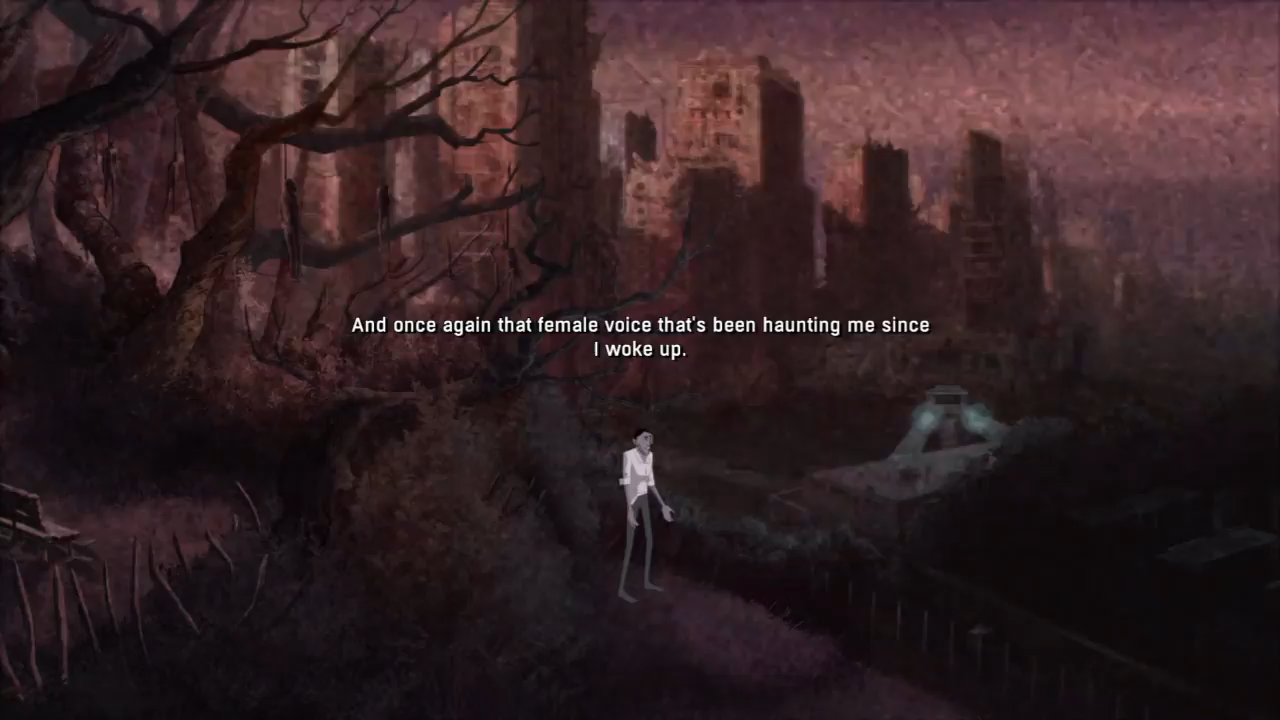 And once again that female voice that's been haunting me since
I woke up.